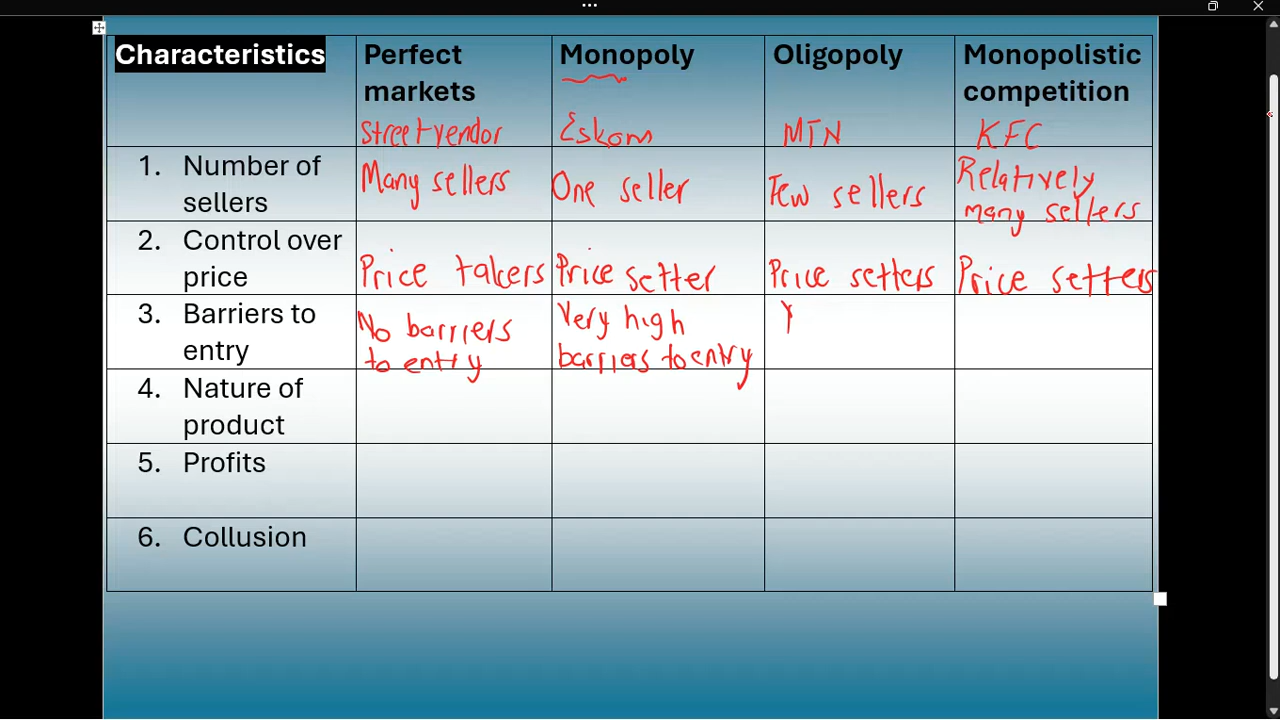 Characteristics
Perfect
markets
Street vendor
Monopoly
Eskom
Oligopoly
MTN
Monopolistic
competition
KFC
1. Number of
sellers
Many sellers
One seller
Few sellers
Relatively
many sellers
2. Control over
price
Price takers
Price setter
Price setters
Price setters
3. Barriers to
entry
No barriers
to entry
Very high
barriers to entry
4. Nature of
product
5. Profits
6. Collusion